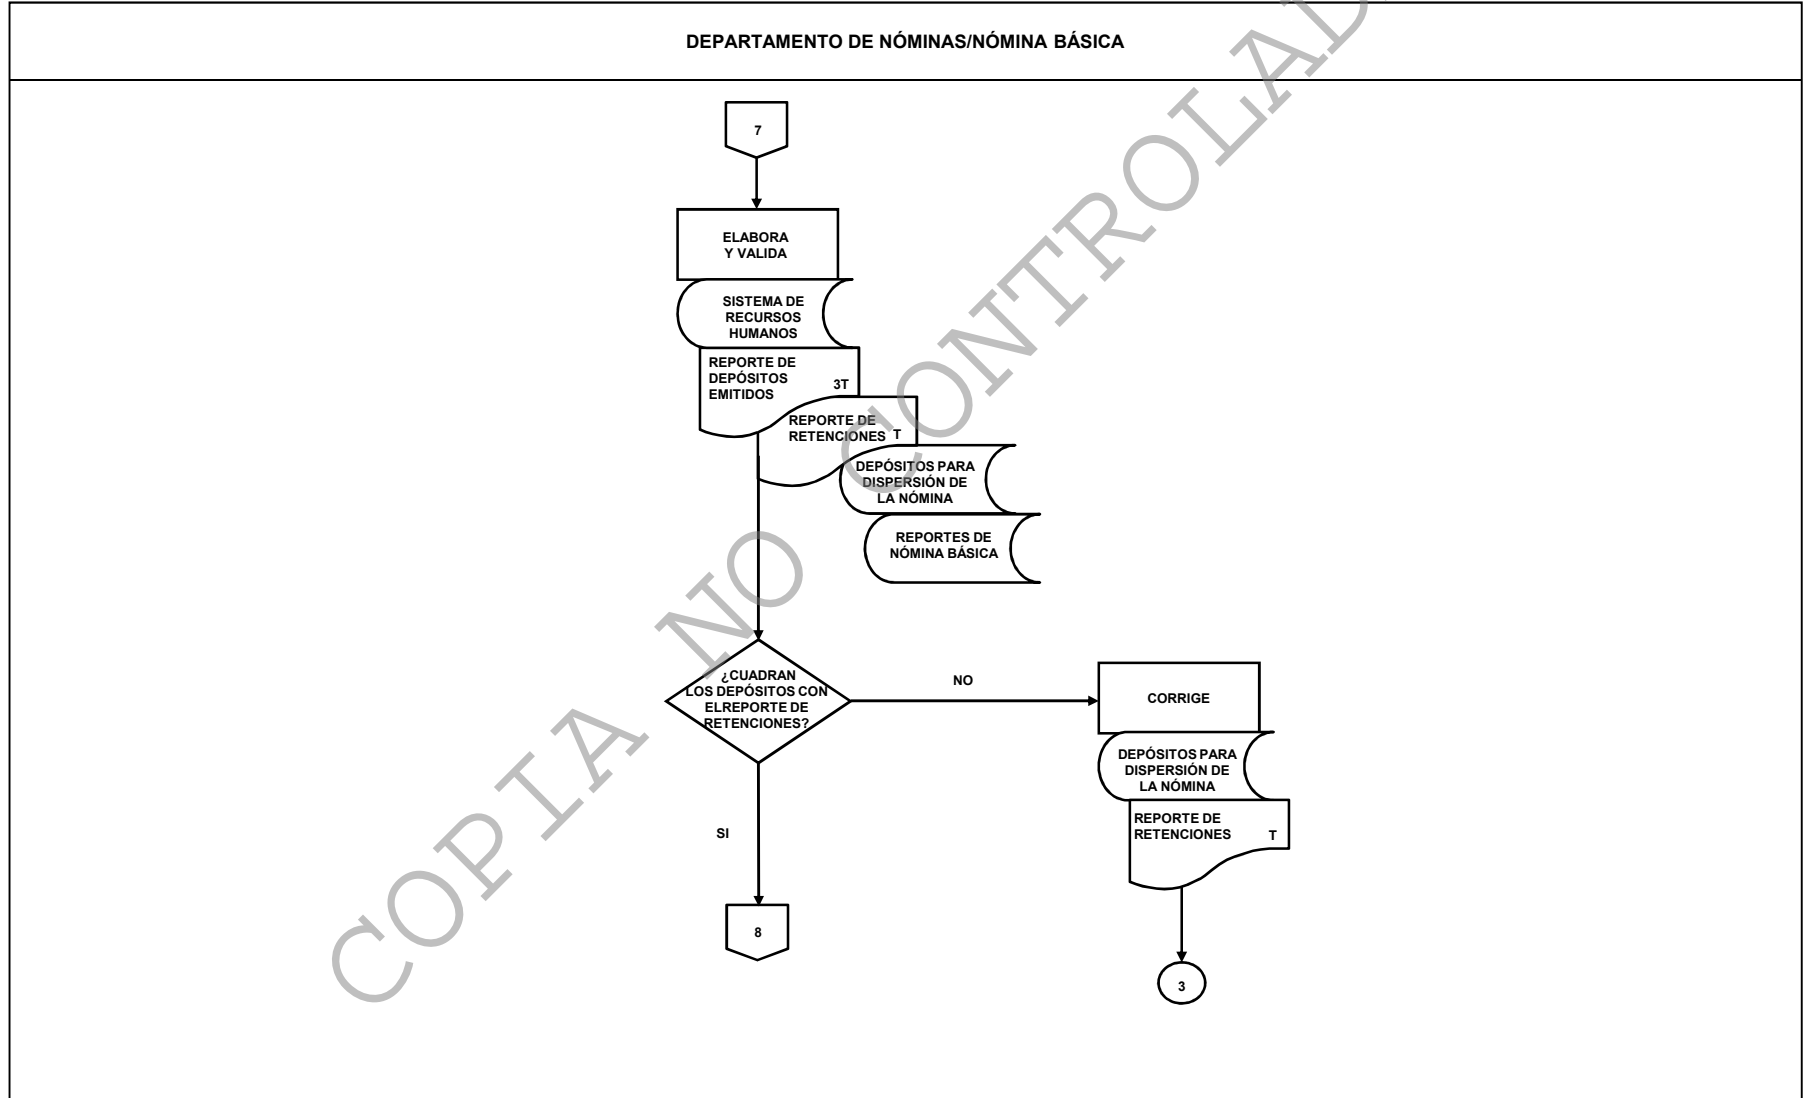 DEPARTAMENTO DE NÓMINAS/NÓMINA BÁSICA
7
ELABORA
Y VALIDA
SISTEMA DE
RECURSOS
HUMANOS
REPORTE DE
DEPÓSITOS
EMITIDOS 3T
REPORTE DE
RETENCIONES T
DEPÓSITOS PARA
DISPERSIÓN DE
LA NÓMINA
REPORTES DE
NÓMINA BÁSICA
¿CUADRAN
LOS DEPÓSITOS CON
ELREPORTE DE
RETENCIONES?
NO
CORRIGE
DEPÓSITOS PARA
DISPERSIÓN DE
LA NÓMINA
REPORTE DE
RETENCIONES T
SI
8
3
COPIA NO CONTROLAD